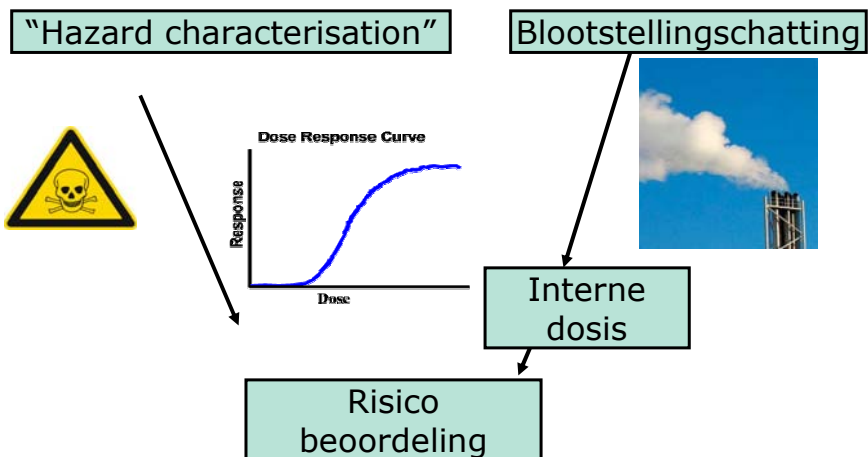 “Hazard characterisation”
Blootstellingschatting
Dose Response Curve
Response
Dose
Interne
dosis
Risico
beoordeling